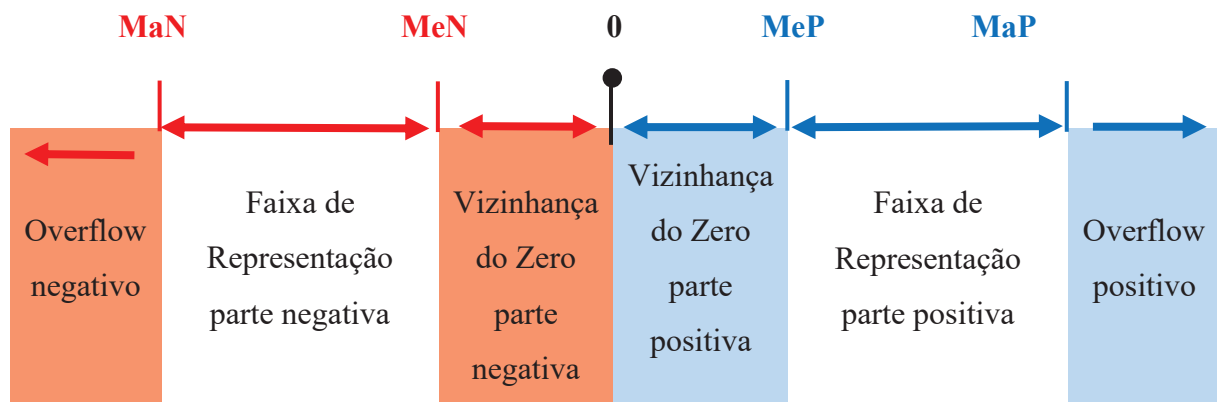 MaN MeN 0 MeP MaP
Overflow
negativo
Faixa de
Representação
parte negativa
Vizinhança
do Zero
parte
negativa
Vizinhança
do Zero
parte
positiva
Faixa de
Representação
parte positiva
Overflow
positivo